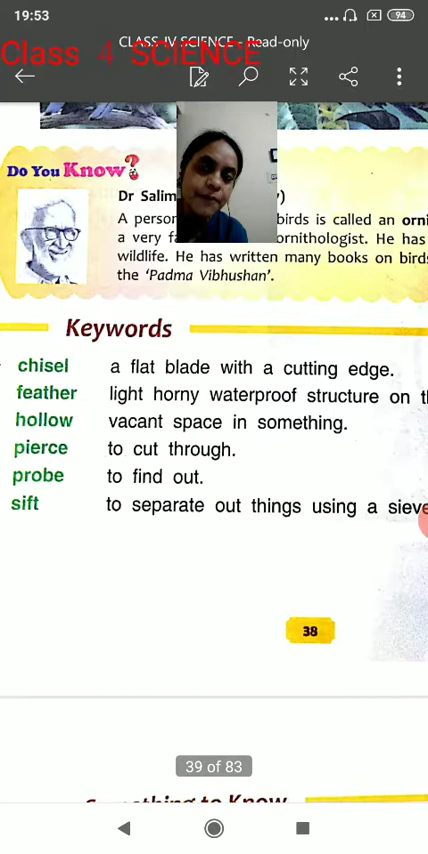 19:53
94
CLASS-IV SCIENCE - Read-only
Class 4 SCIENCE
Do You Know?
Dr Salim
A person birds is called an
a very ornithologist. He has
wildlife. He has written many books on
the 'Padma Vibhushan'.
Keywords
chisel a flat blade with a cutting edge.
feather light horny waterproof structure on
hollow vacant space in something.
pierce to cut through.
probe to find out.
sift to separate out things using a sieve
38
39 of 83
Something to Know